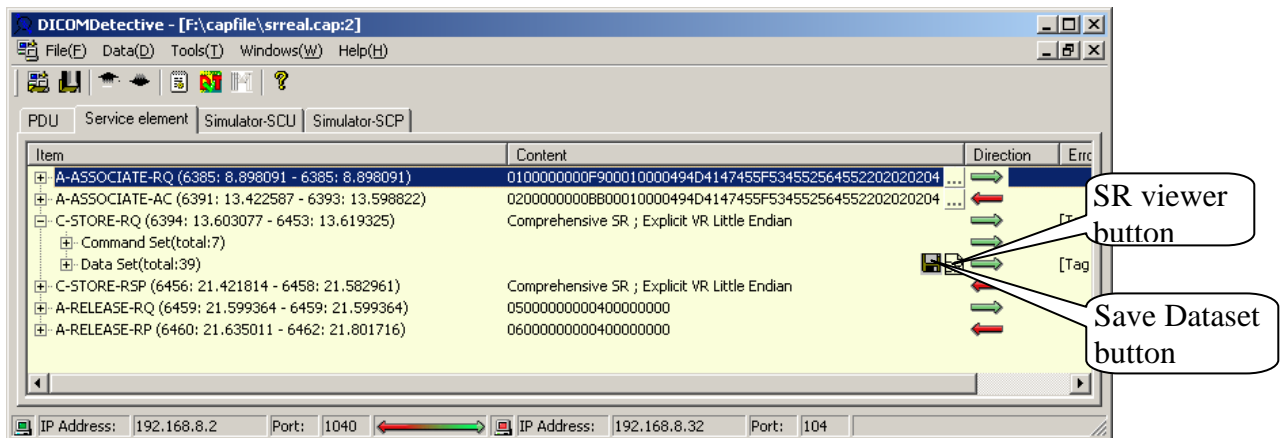 DICOMDetective - [F:\capfile\srreal.cap:2]
File(F) Data(D) Tools(T) Windows(W) Help(H)
PDU Service element Simulator-SCU Simulator-SCP
Item Content Direction Erro
A-ASSOCIATE-RQ (6385: 8.898091 - 6385: 8.898091) 0100000000F900010000494D4147455F534552564552202020204 ...
A-ASSOCIATE-AC (6391: 13.422587 - 6393: 13.598822) 0200000000BB00010000494D4147455F534552564552202020204 ...
C-STORE-RQ (6394: 13.603077 - 6453: 13.619325) Comprehensive SR ; Explicit VR Little Endian
Command Set(total:7)
Data Set(total:39) [Tag
C-STORE-RSP (6456: 21.421814 - 6458: 21.582961) Comprehensive SR ; Explicit VR Little Endian
A-RELEASE-RQ (6459: 21.599364 - 6459: 21.599364) 05000000000400000000
A-RELEASE-RP (6460: 21.635011 - 6462: 21.801716) 06000000000400000000
SR viewer
button
Save Dataset
button
IP Address: 192.168.8.2 Port: 1040 IP Address: 192.168.8.32 Port: 104